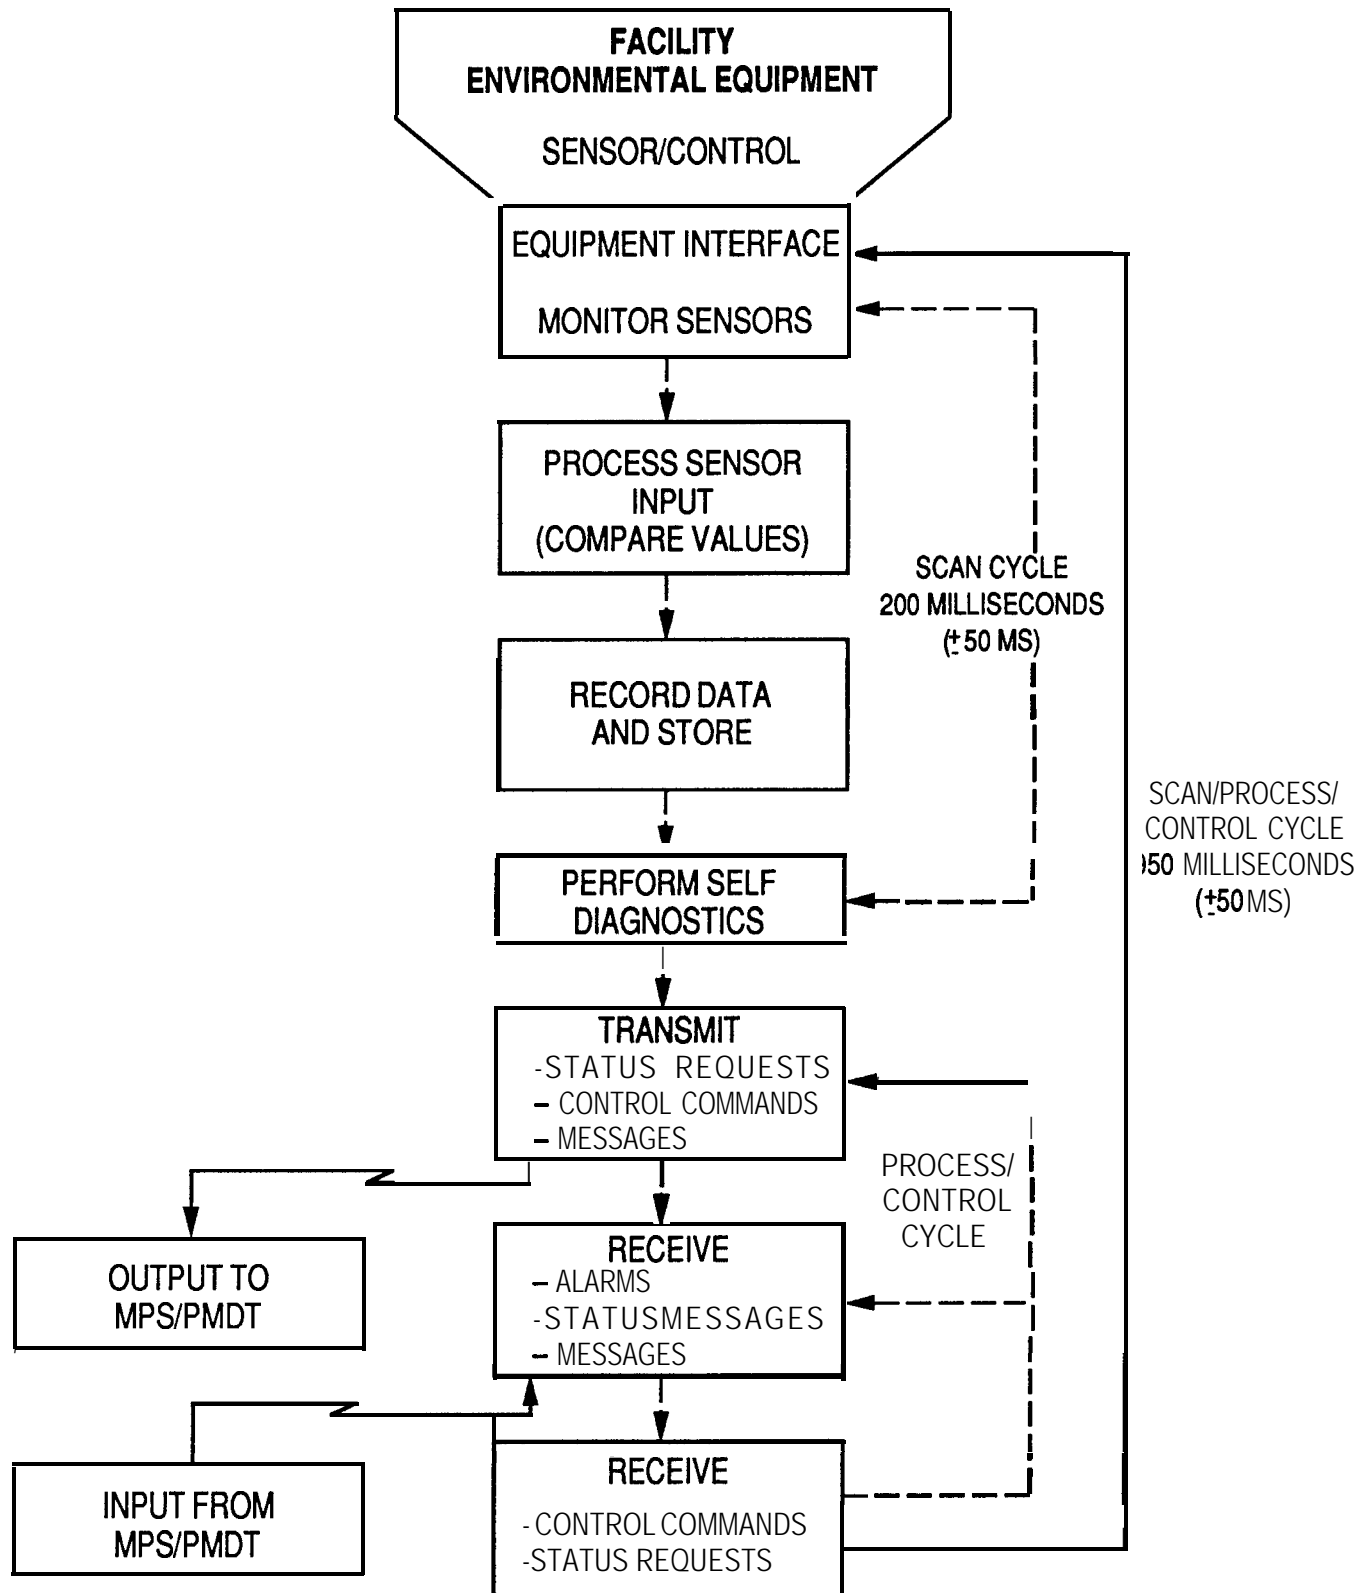 FACILITY
ENVIRONMENTAL EQUIPMENT
SENSOR/CONTROL
EQUIPMENT INTERFACE
MONITOR SENSORS
PROCESS SENSOR
INPUT
(COMPARE VALUES)
SCAN CYCLE
200 MILLISECONDS
(±50 MS)
RECORD DATA
AND STORE
SCAN/PROCESS/
CONTROL CYCLE
950 MILLISECONDS
(±50 MS)
PERFORM SELF
DIAGNOSTICS
TRANSMIT
-STATUS REQUESTS
– CONTROL COMMANDS
– MESSAGES
PROCESS/
CONTROL
CYCLE
OUTPUT TO
MPS/PMDT
RECEIVE
– ALARMS
-STATUSMESSAGES
– MESSAGES
INPUT FROM
MPS/PMDT
RECEIVE
- CONTROL COMMANDS
-STATUS REQUESTS